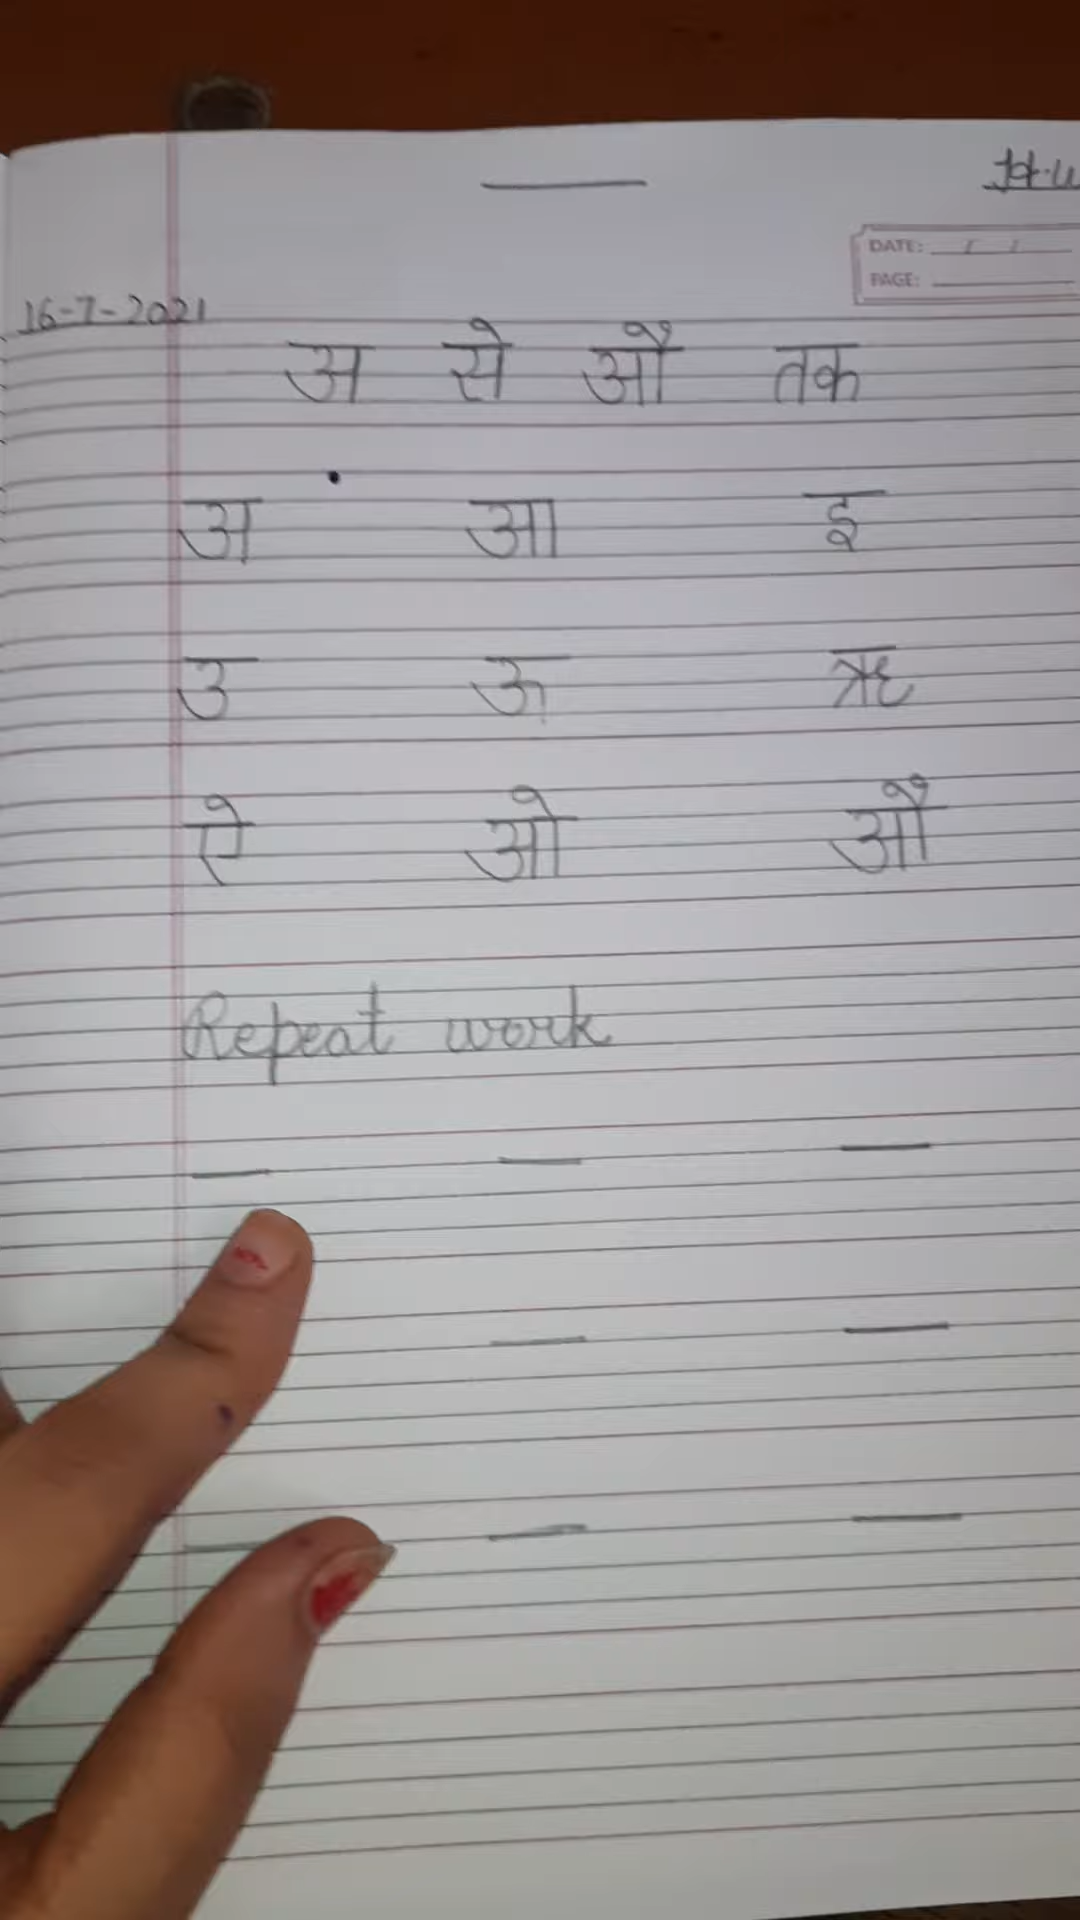 H.W
DATE: / /
PAGE:
16-7-2021
अ से औ तक
अ आ इ
उ ऊ ऋ
ऐ ओ औ
Repeat work